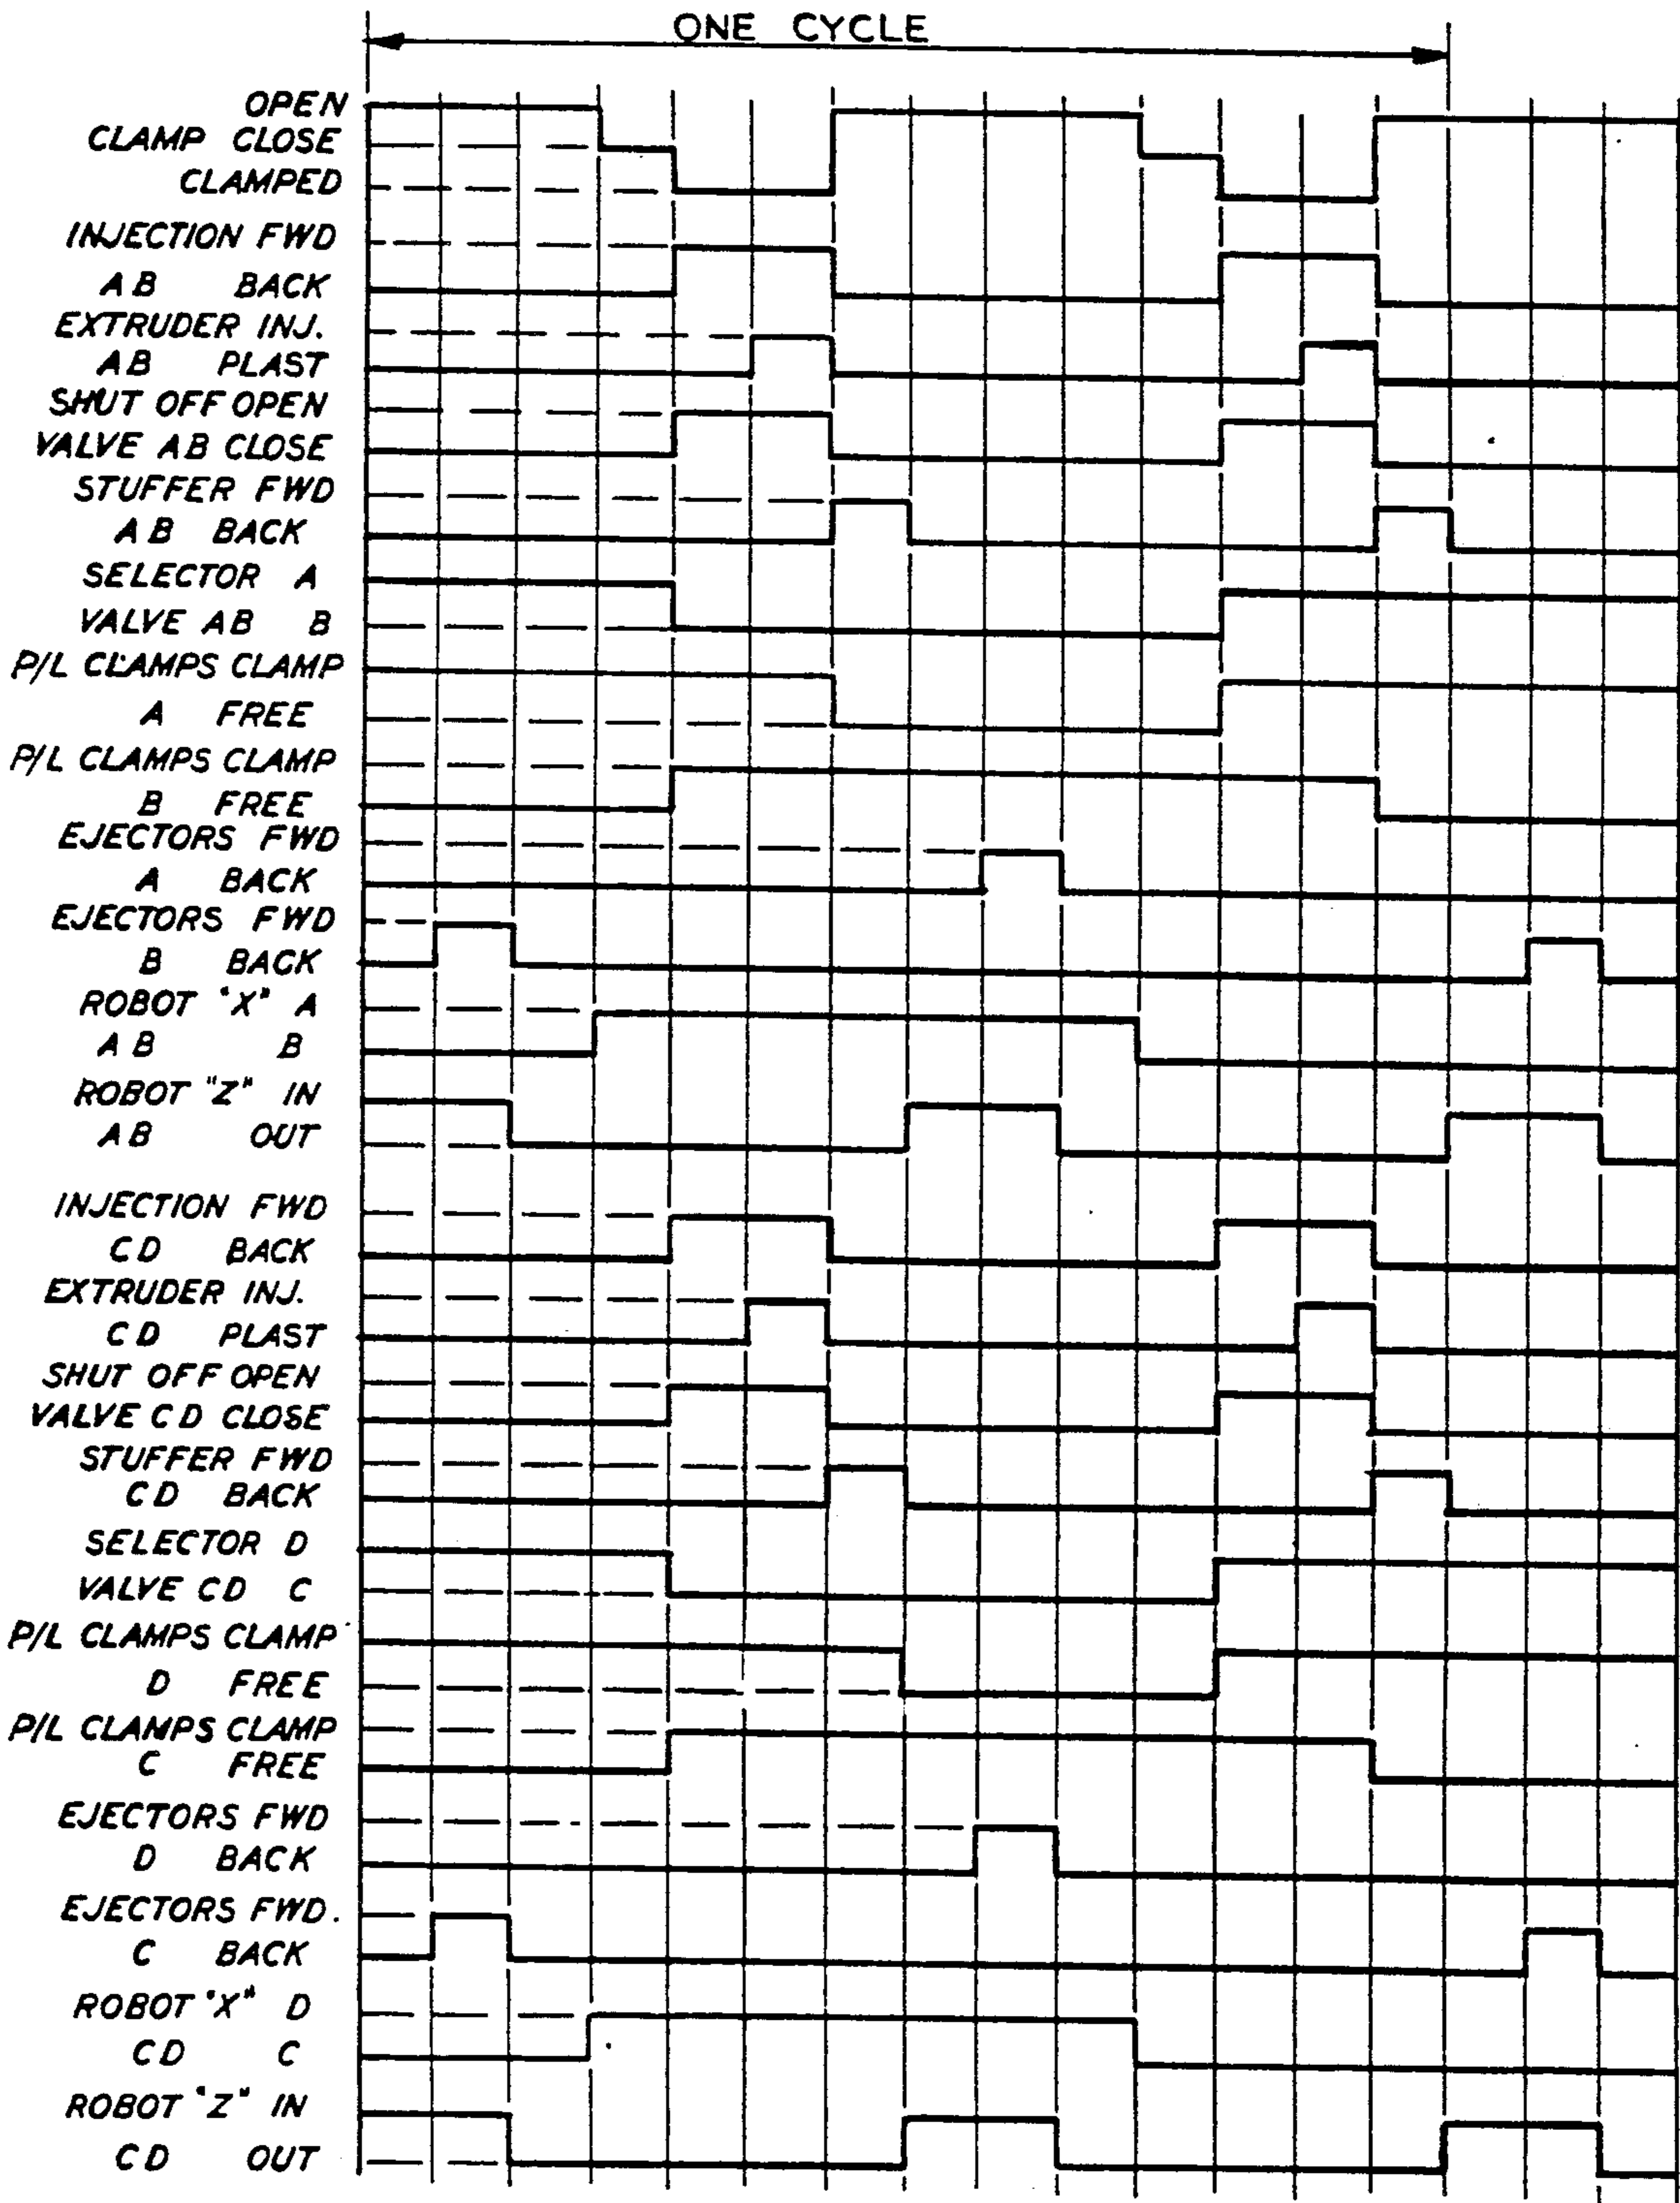 ONE CYCLE
OPEN
CLAMP CLOSE
CLAMPED
INJECTION FWD
AB BACK
EXTRUDER INJ.
AB PLAST
SHUT OFF OPEN
VALVE AB CLOSE
STUFFER FWD
AB BACK
SELECTOR A
VALVE AB B
P/L CLAMPS CLAMP
A FREE
P/L CLAMPS CLAMP
B FREE
EJECTORS FWD
A BACK
EJECTORS FWD
B BACK
ROBOT "X" A
AB B
ROBOT "Z" IN
AB OUT
INJECTION FWD
CD BACK
EXTRUDER INJ.
CD PLAST
SHUT OFF OPEN
VALVE CD CLOSE
STUFFER FWD
CD BACK
SELECTOR D
VALVE CD C
P/L CLAMPS CLAMP
D FREE
P/L CLAMPS CLAMP
C FREE
EJECTORS FWD
D BACK
EJECTORS FWD.
C BACK
ROBOT "X" D
CD C
ROBOT "Z" IN
CD OUT